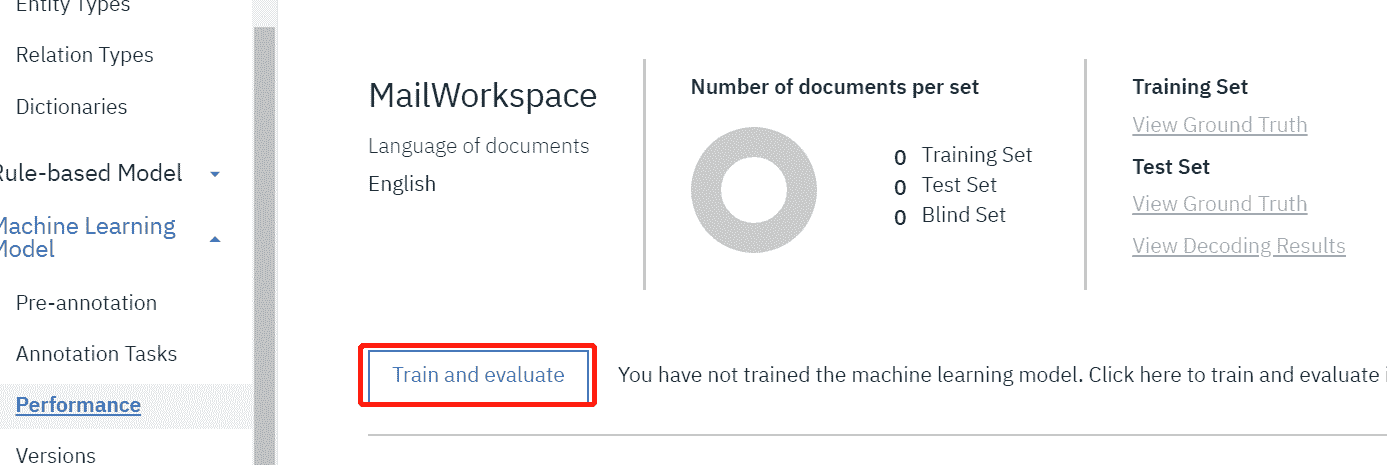 Entity Types
Relation Types
Dictionaries
Rule-based Model
Machine Learning
Model
Pre-annotation
Annotation Tasks
Performance
Versions
MailWorkspace
Language of documents
English
Number of documents per set
0 Training Set
0 Test Set
0 Blind Set
Training Set
View Ground Truth
Test Set
View Ground Truth
View Decoding Results
Train and evaluate
You have not trained the machine learning model. Click here to train and evaluate